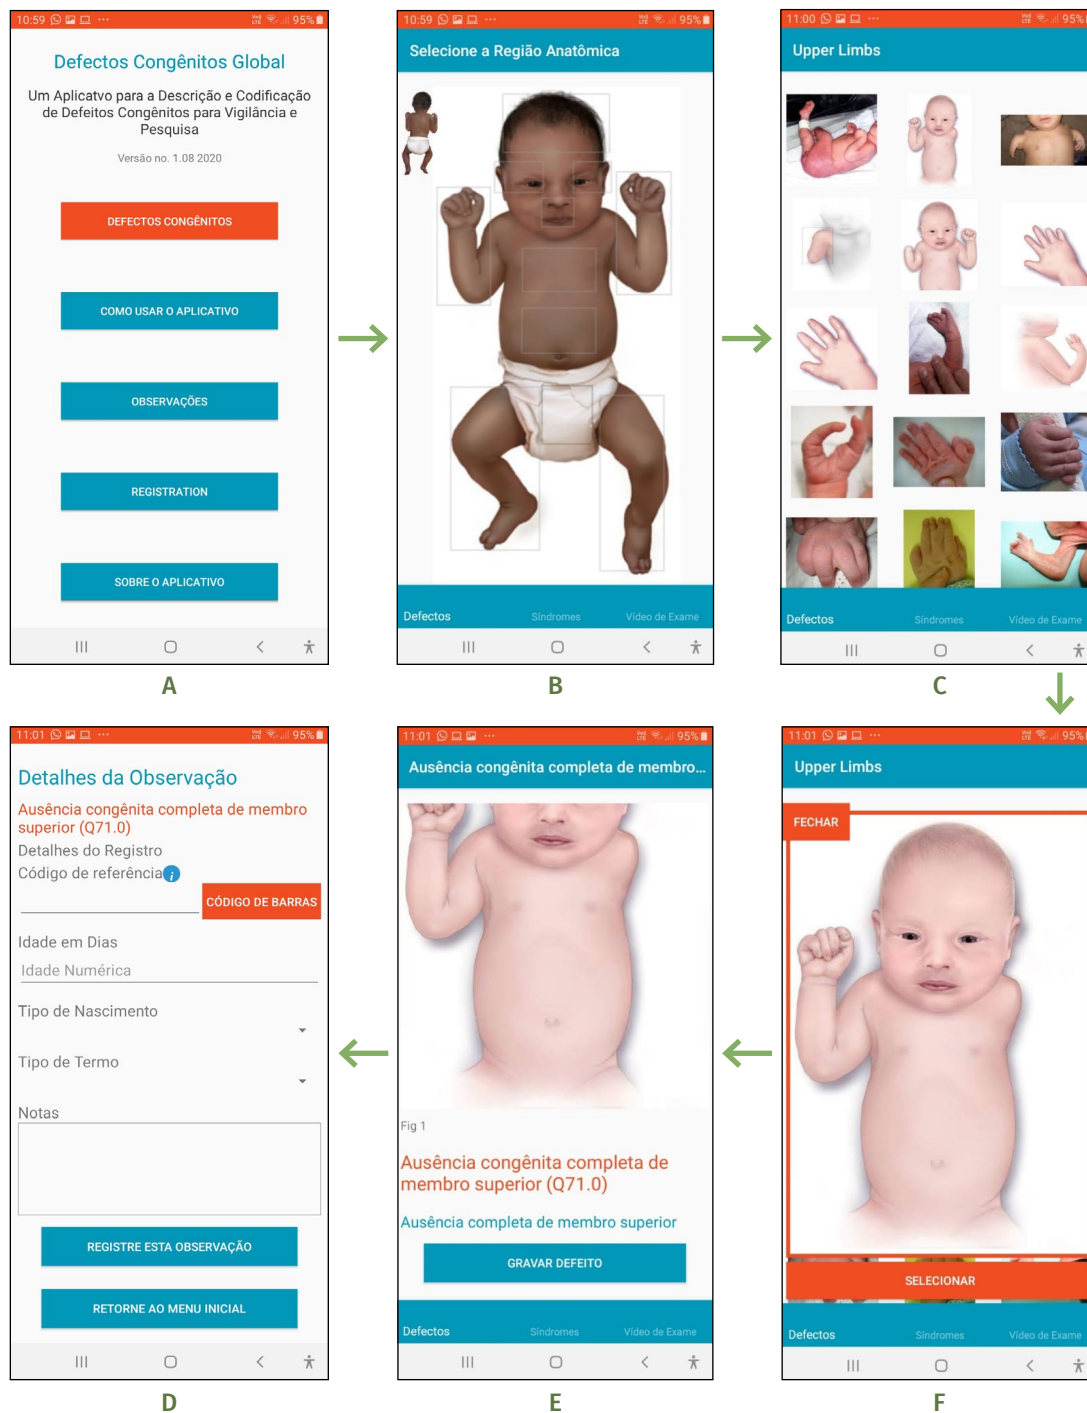 10:59 95%
Defectos Congênitos Global
Um Aplicatvo para a Descrição e Codificação
de Defeitos Congênitos para Vigilância e
Pesquisa
Versão no. 1.08 2020
DEFECTOS CONGÊNITOS
COMO USAR O APLICATIVO
OBSERVAÇÕES
REGISTRATION
SOBRE O APLICATIVO
A
10:59 95%
Selecione a Região Anatômica
Defectos Síndromes Vídeo de Exame
B
11:00 95%
Upper Limbs
Defectos Síndromes Vídeo de Exame
C
11:01 95%
Detalhes da Observação
Ausência congênita completa de membro
superior (Q71.0)
Detalhes do Registro
Código de referência i
CÓDIGO DE BARRAS
Idade em Dias
Idade Numérica
Tipo de Nascimento
Tipo de Termo
Notas
REGISTRE ESTA OBSERVAÇÃO
RETORNE AO MENU INICIAL
D
11:01 95%
Ausência congênita completa de membro...
Fig 1
Ausência congênita completa de
membro superior (Q71.0)
Ausência completa de membro superior
GRAVAR DEFEITO
Defectos Síndromes Vídeo de Exame
E
11:01 95%
Upper Limbs
FECHAR
SELECIONAR
Defectos Síndromes Vídeo de Exame
F